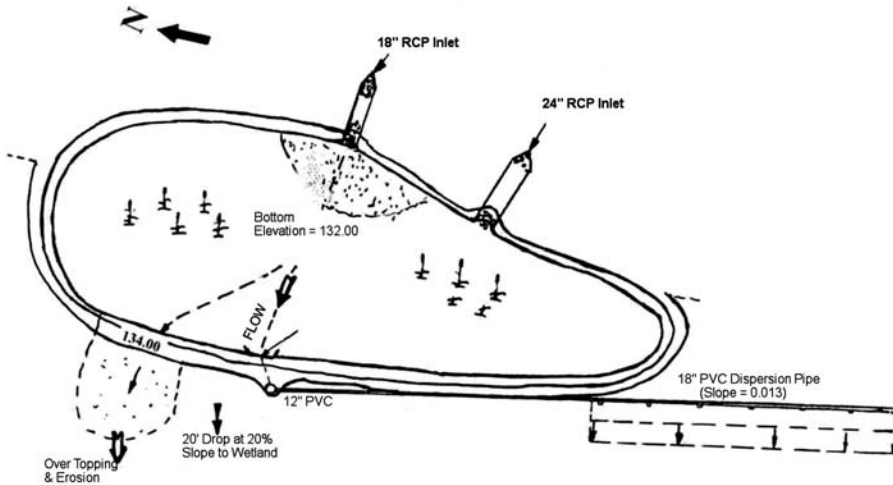 N
18" RCP Inlet
24" RCP Inlet
Bottom
Elevation = 132.00
FLOW
134.00
18" PVC Dispersion Pipe
(Slope = 0.013)
12" PVC
20' Drop at 20%
Slope to Wetland
Over Topping
& Erosion